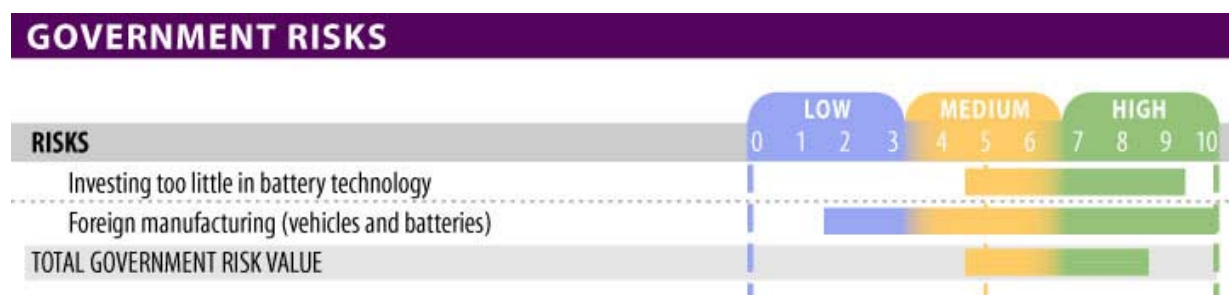 GOVERNMENT RISKS
LOW MEDIUM HIGH
RISKS 0 1 2 3 4 5 6 7 8 9 10
Investing too little in battery technology
Foreign manufacturing (vehicles and batteries)
TOTAL GOVERNMENT RISK VALUE